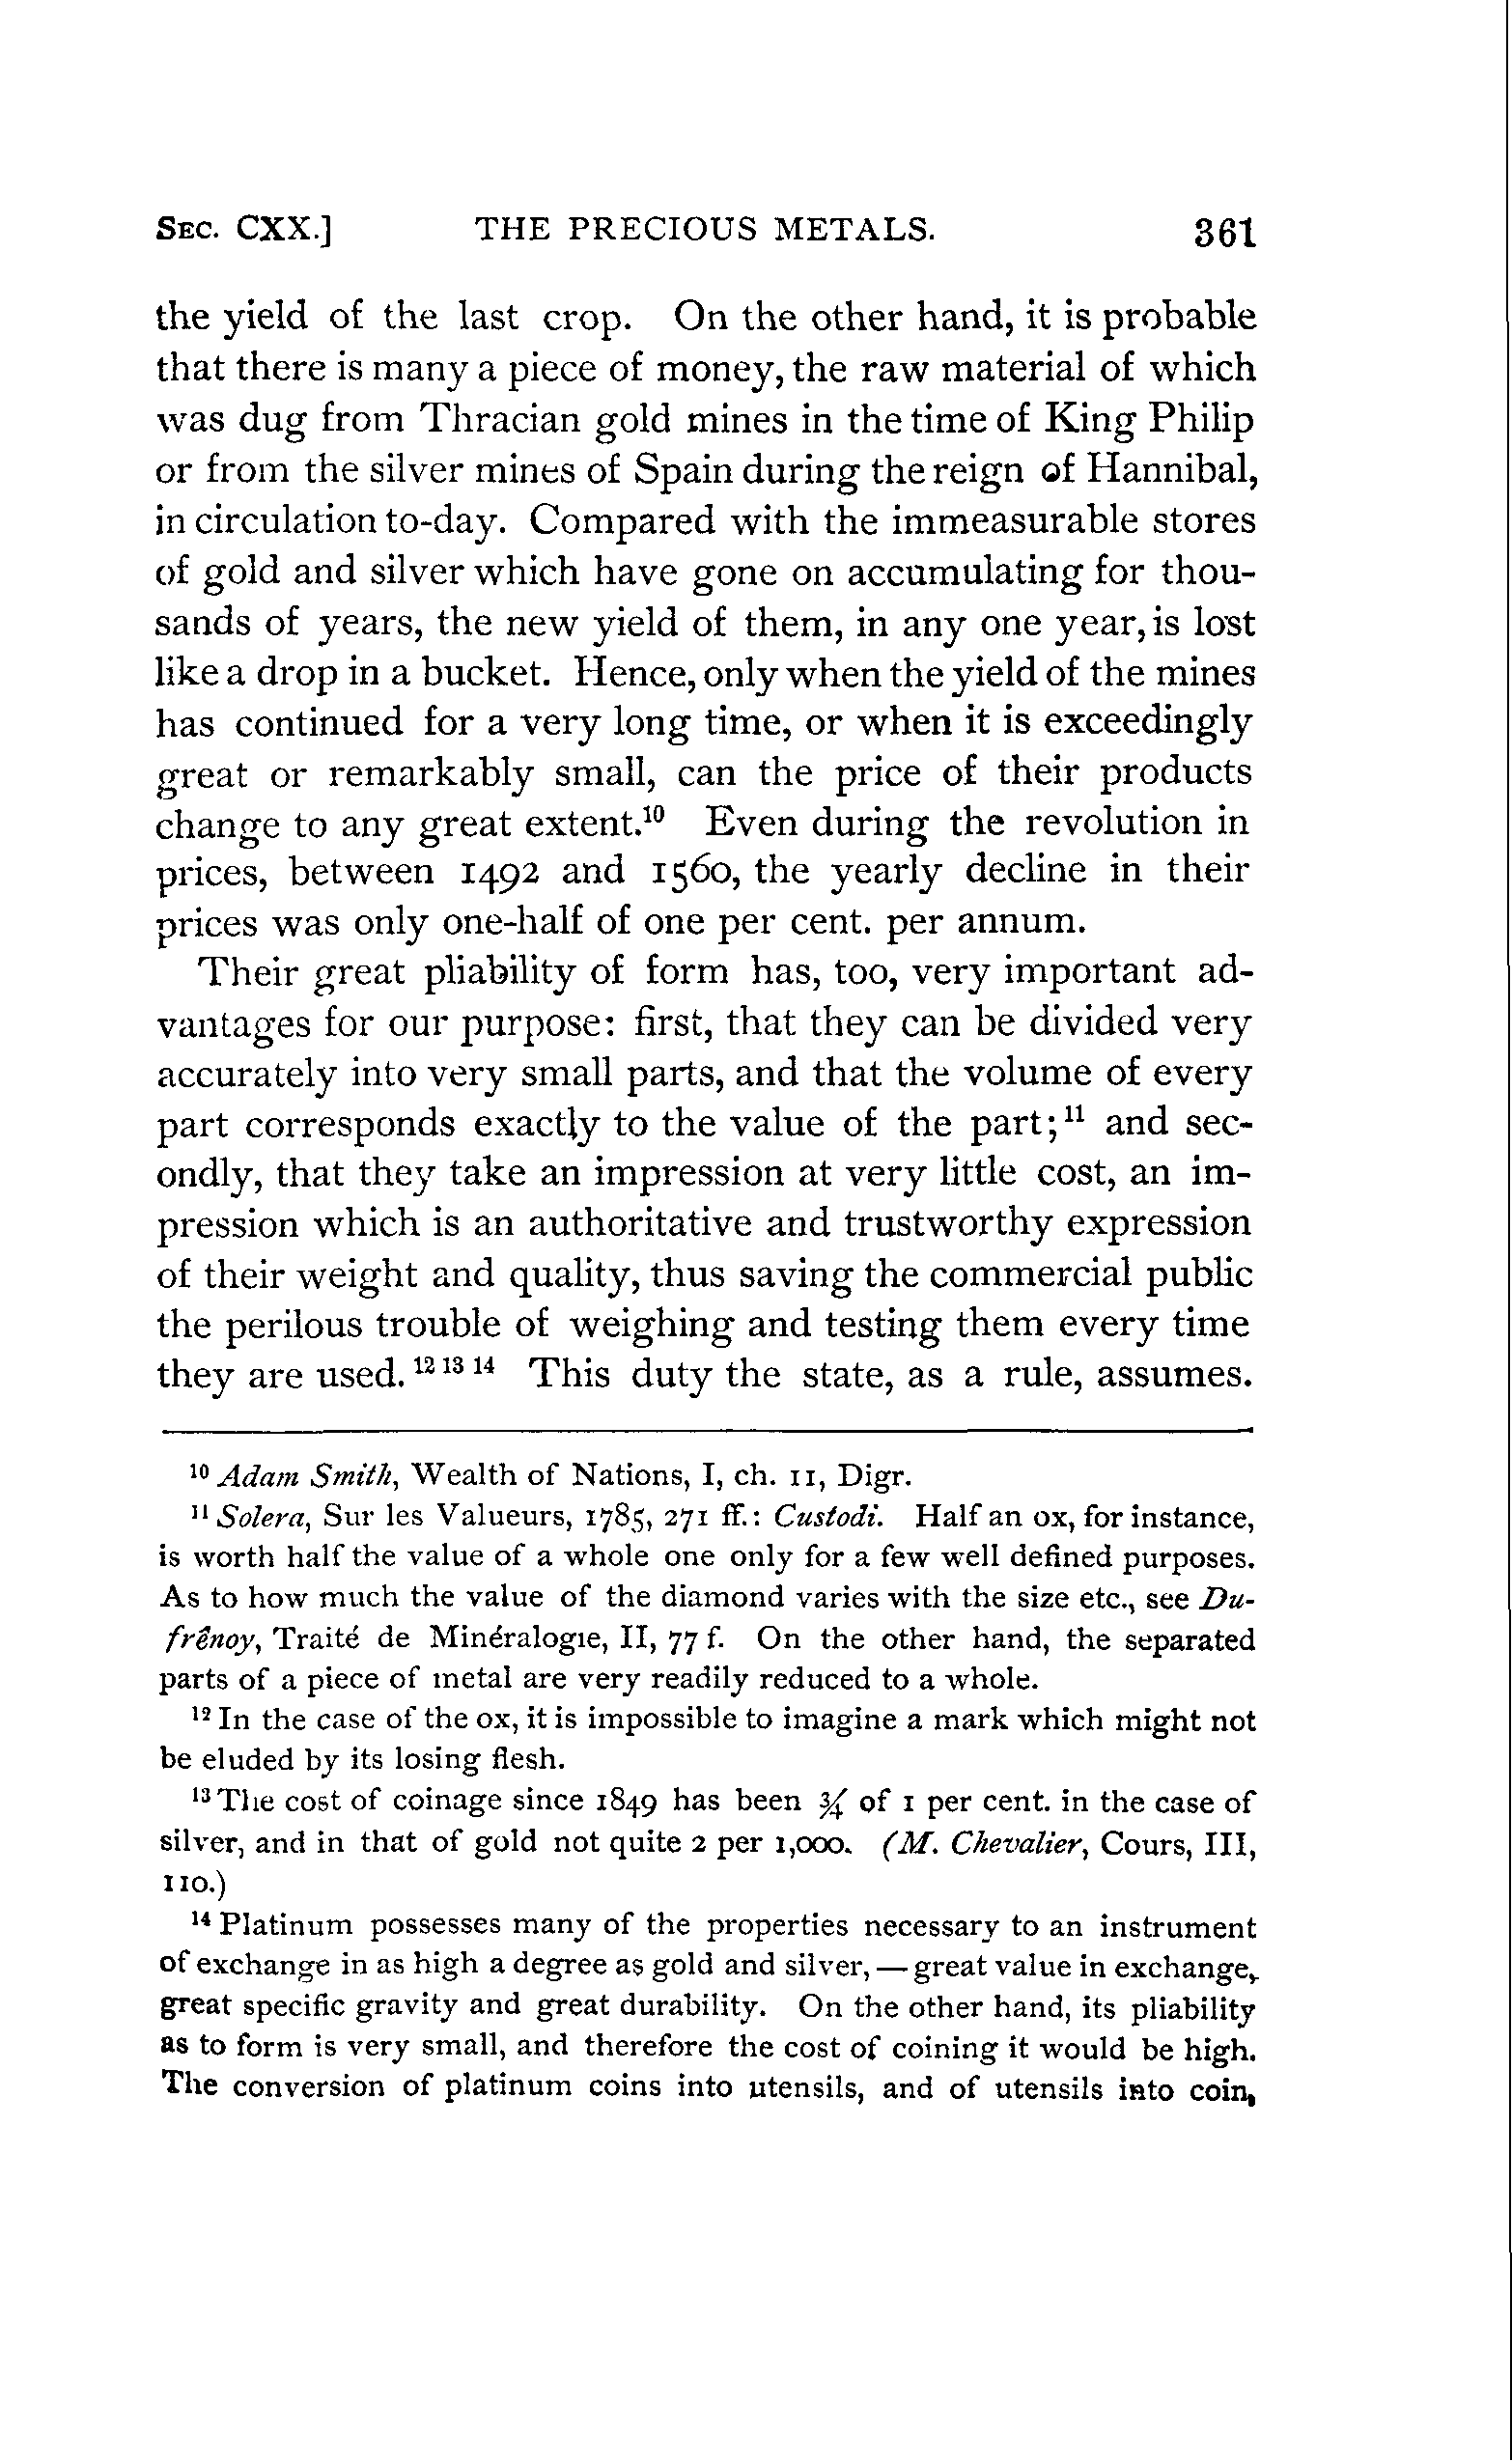 SEC. CXX.] THE PRECIOUS METALS. 361
the yield of the last crop. On the other hand, it is probable
that there is many a piece of money, the raw material of which
was dug from Thracian gold mines in the time of King Philip
or from the silver mines of Spain during the reign of Hannibal,
in circulation to-day. Compared with the immeasurable stores
of gold and silver which have gone on accumulating for thou-
sands of years, the new yield of them, in any one year, is lost
like a drop in a bucket. Hence, only when the yield of the mines
has continued for a very long time, or when it is exceedingly
great or remarkably small, can the price of their products
change to any great extent.¹⁰ Even during the revolution in
prices, between 1492 and 1560, the yearly decline in their
prices was only one-half of one per cent. per annum.
Their great pliability of form has, too, very important ad-
vantages for our purpose: first, that they can be divided very
accurately into very small parts, and that the volume of every
part corresponds exactly to the value of the part;¹¹ and sec-
ondly, that they take an impression at very little cost, an im-
pression which is an authoritative and trustworthy expression
of their weight and quality, thus saving the commercial public
the perilous trouble of weighing and testing them every time
they are used. ¹² ¹³ ¹⁴ This duty the state, as a rule, assumes.
¹⁰ Adam Smith, Wealth of Nations, I, ch. 11, Digr.
¹¹ Solera, Sur les Valueurs, 1785, 271 ff.: Custodi. Half an ox, for instance,
is worth half the value of a whole one only for a few well defined purposes.
As to how much the value of the diamond varies with the size etc., see Du-
frênoy, Traité de Minéralogie, II, 77 f. On the other hand, the separated
parts of a piece of metal are very readily reduced to a whole.
¹² In the case of the ox, it is impossible to imagine a mark which might not
be eluded by its losing flesh.
¹³ The cost of coinage since 1849 has been ¾ of 1 per cent. in the case of
silver, and in that of gold not quite 2 per 1,000. (M. Chevalier, Cours, III,
110.)
¹⁴ Platinum possesses many of the properties necessary to an instrument
of exchange in as high a degree as gold and silver, — great value in exchange,
great specific gravity and great durability. On the other hand, its pliability
as to form is very small, and therefore the cost of coining it would be high.
The conversion of platinum coins into utensils, and of utensils into coin,